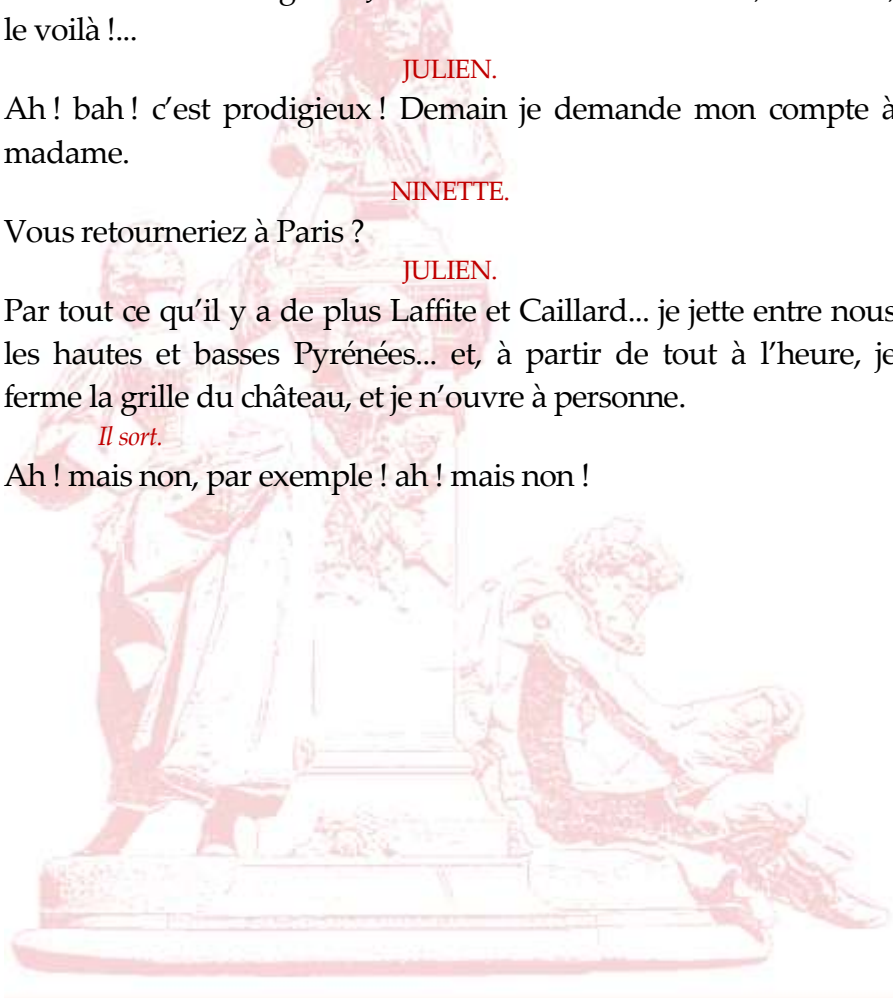 le voilà !...
JULIEN.
Ah ! bah ! c’est prodigieux ! Demain je demande mon compte à
madame.
NINETTE.
Vous retourneriez à Paris ?
JULIEN.
Par tout ce qu’il y a de plus Laffite et Caillard... je jette entre nous
les hautes et basses Pyrénées... et, à partir de tout à l’heure, je
ferme la grille du château, et je n’ouvre à personne.
Il sort.
Ah ! mais non, par exemple ! ah ! mais non !